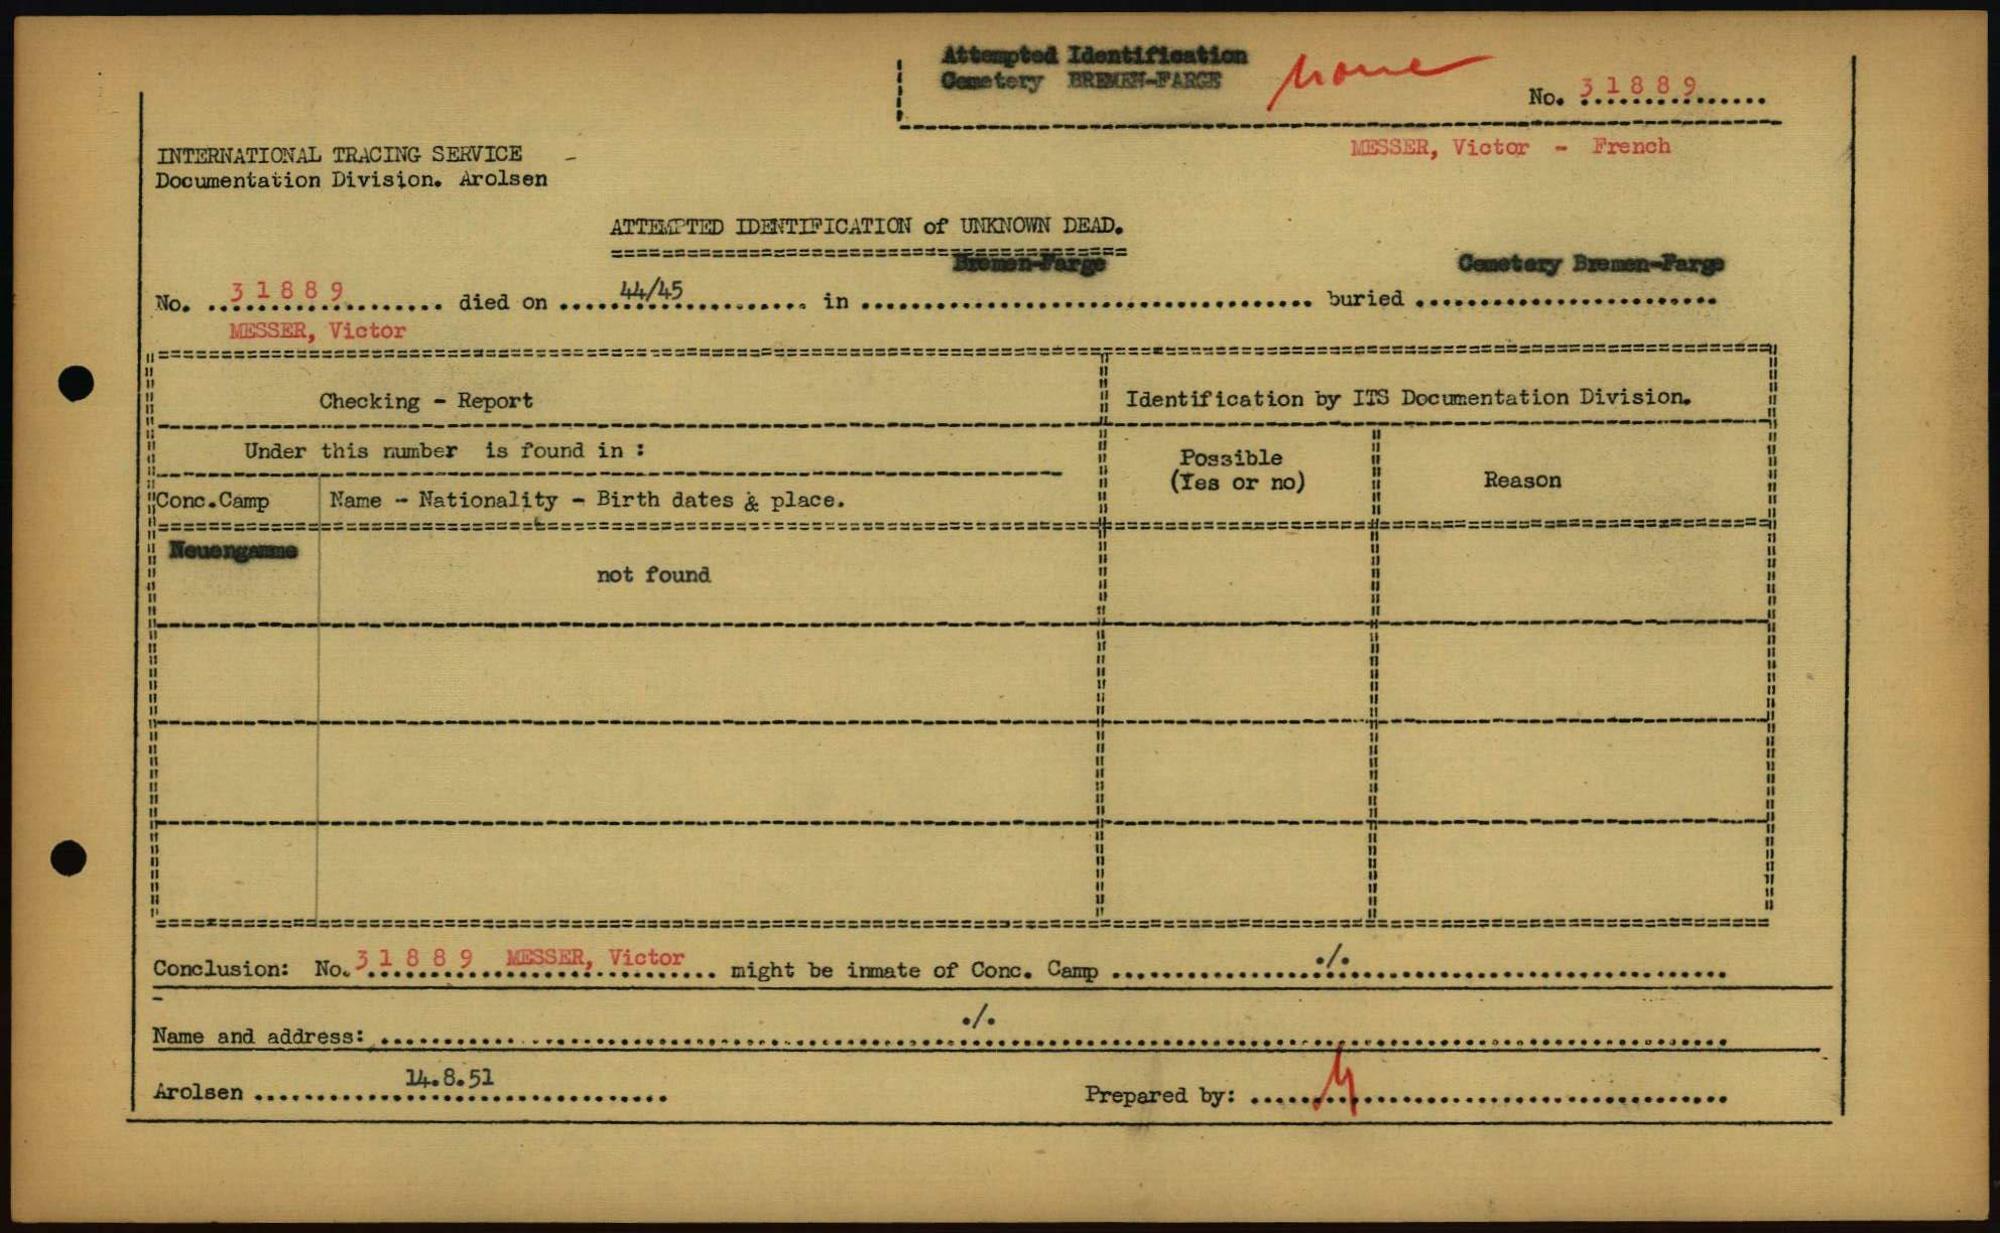 Attempted Identification
Cemetery BREMEN-FARGE
none
No. 31889
MESSER, Victor - French
INTERNATIONAL TRACING SERVICE
Documentation Division. Arolsen
ATTEMPTED IDENTIFICATION of UNKNOWN DEAD.
No. 31889 died on 44/45 in Bremen-Farge buried Cemetery Bremen-Farge
MESSER, Victor
Checking - Report
Identification by ITS Documentation Division.
Under this number is found in :
Possible
(Yes or no)
Reason
Conc.Camp
Name - Nationality - Birth dates & place.
Neuengamme
not found
Conclusion: No. 31889 MESSER, Victor might be inmate of Conc. Camp ./.
Name and address: ./.
Arolsen 14.8.51
Prepared by: